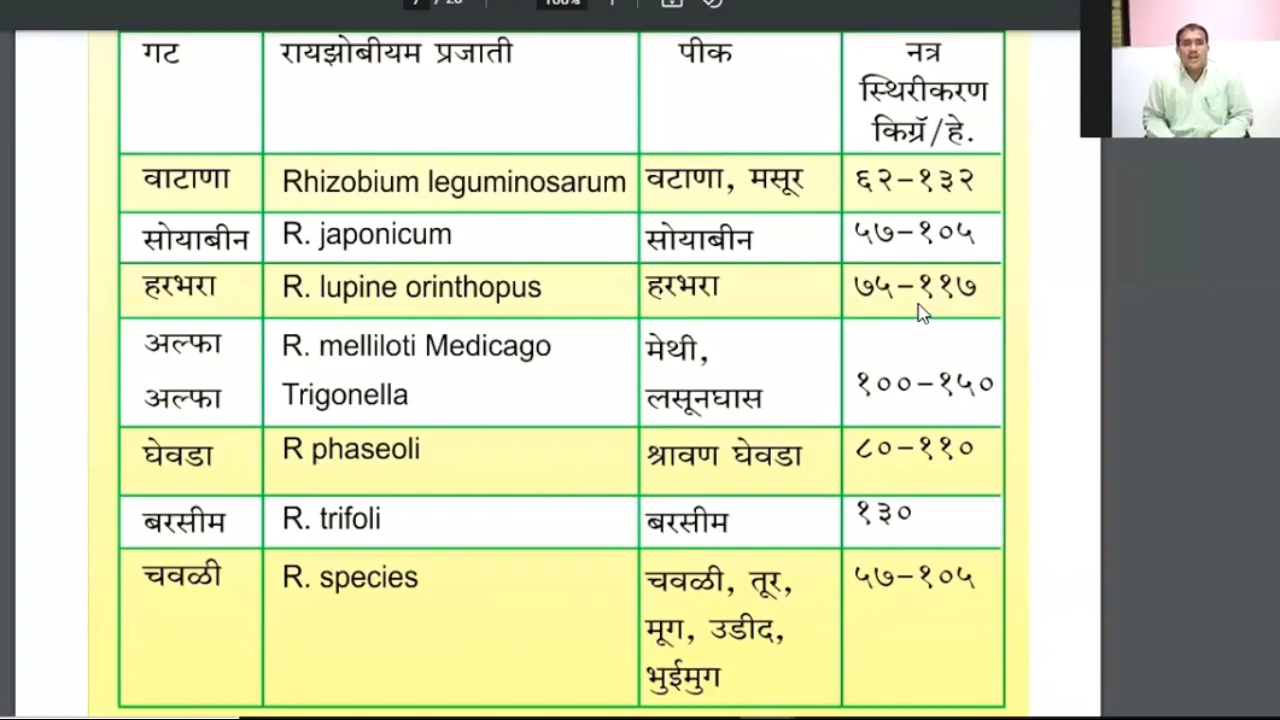 गट रायझोबीयम प्रजाती पीक नत्र
स्थिरीकरण
किग्रॅ/हे.
वाटाणा Rhizobium leguminosarum वटाणा, मसूर ६२-१३२
सोयाबीन R. japonicum सोयाबीन ५७-१०५
हरभरा R. lupine orinthopus हरभरा ७५-११७
अल्फा R. melliloti Medicago मेथी,
अल्फा Trigonella लसूनघास १००-१५०
घेवडा R phaseoli श्रावण घेवडा ८०-११०
बरसीम R. trifoli बरसीम १३०
चवळी R. species चवळी, तूर, ५७-१०५
मूग, उडीद,
भुईमुग